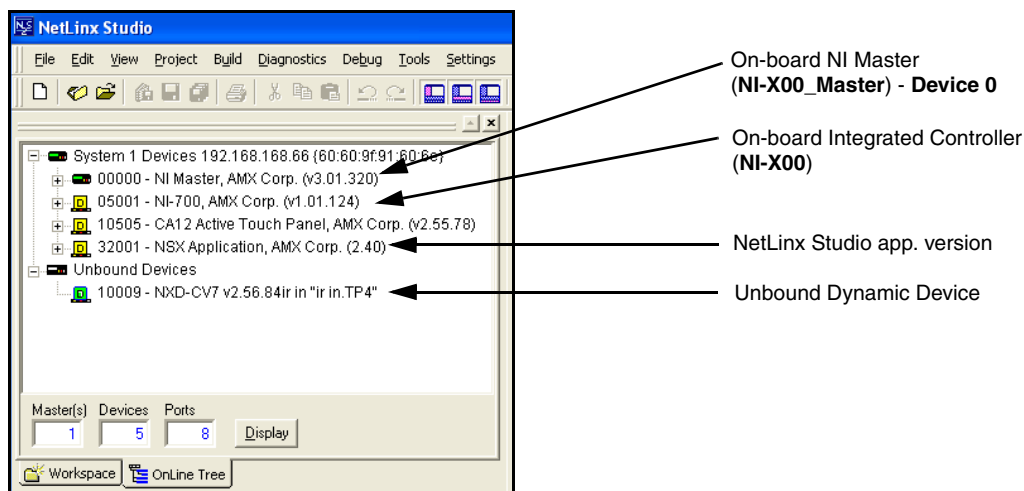 NetLinx Studio
File Edit View Project Build Diagnostics Debug Tools Settings
On-board NI Master
(NI-X00_Master) - Device 0
On-board Integrated Controller
(NI-X00)
NetLinx Studio app. version
Unbound Dynamic Device
System 1 Devices 192.168.168.66 {60:60:9f:91:60:6e}
00000 - NI Master, AMX Corp. (v3.01.320)
05001 - NI-700, AMX Corp. (v1.01.124)
10505 - CA12 Active Touch Panel, AMX Corp. (v2.55.78)
32001 - NSX Application, AMX Corp. (2.40)
Unbound Devices
10009 - NXD-CV7 v2.56.84ir in "ir in.TP4"
Master(s) Devices Ports
1 5 8 Display
Workspace OnLine Tree